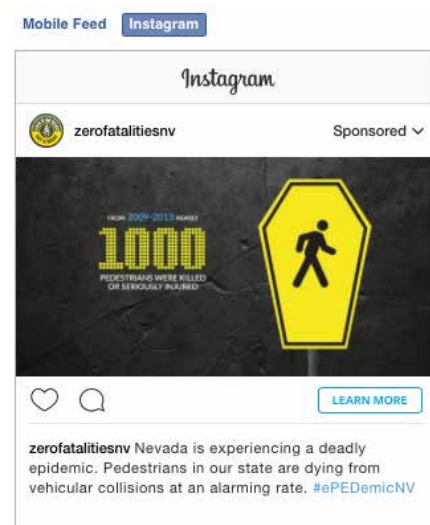 Mobile Feed Instagram
Instagram
zerofatalitiesnv Sponsored
FROM 2009-2013 NEARLY
1000
PEDESTRIANS WERE KILLED
OR SERIOUSLY INJURED
LEARN MORE
zerofatalitiesnv Nevada is experiencing a deadly
epidemic. Pedestrians in our state are dying from
vehicular collisions at an alarming rate. #ePEDemicNV